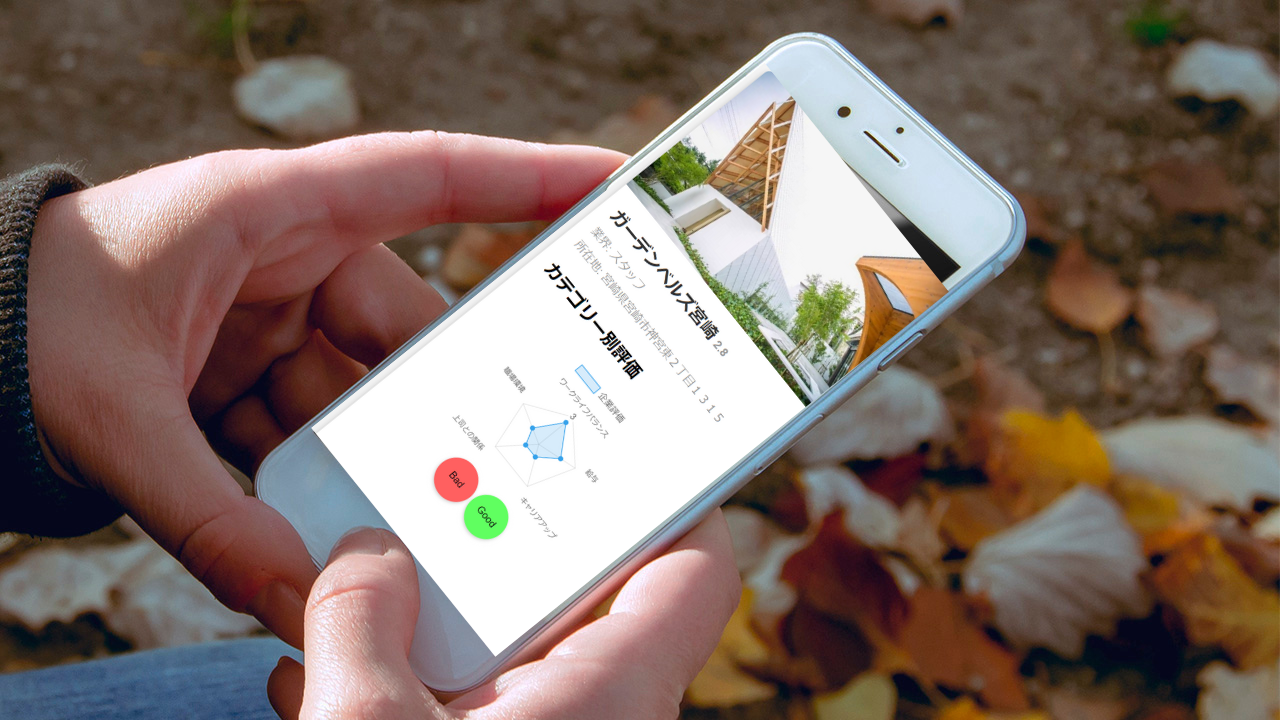 ガーデンベルズ宮崎 2.8
業界: スタッフ
所在地: 宮崎県宮崎市神宮東２丁目１３１５
カテゴリー別評価
企業評価
ワークライフバランス
3
職場環境
給与
上司との関係
キャリアアップ
Bad
Good